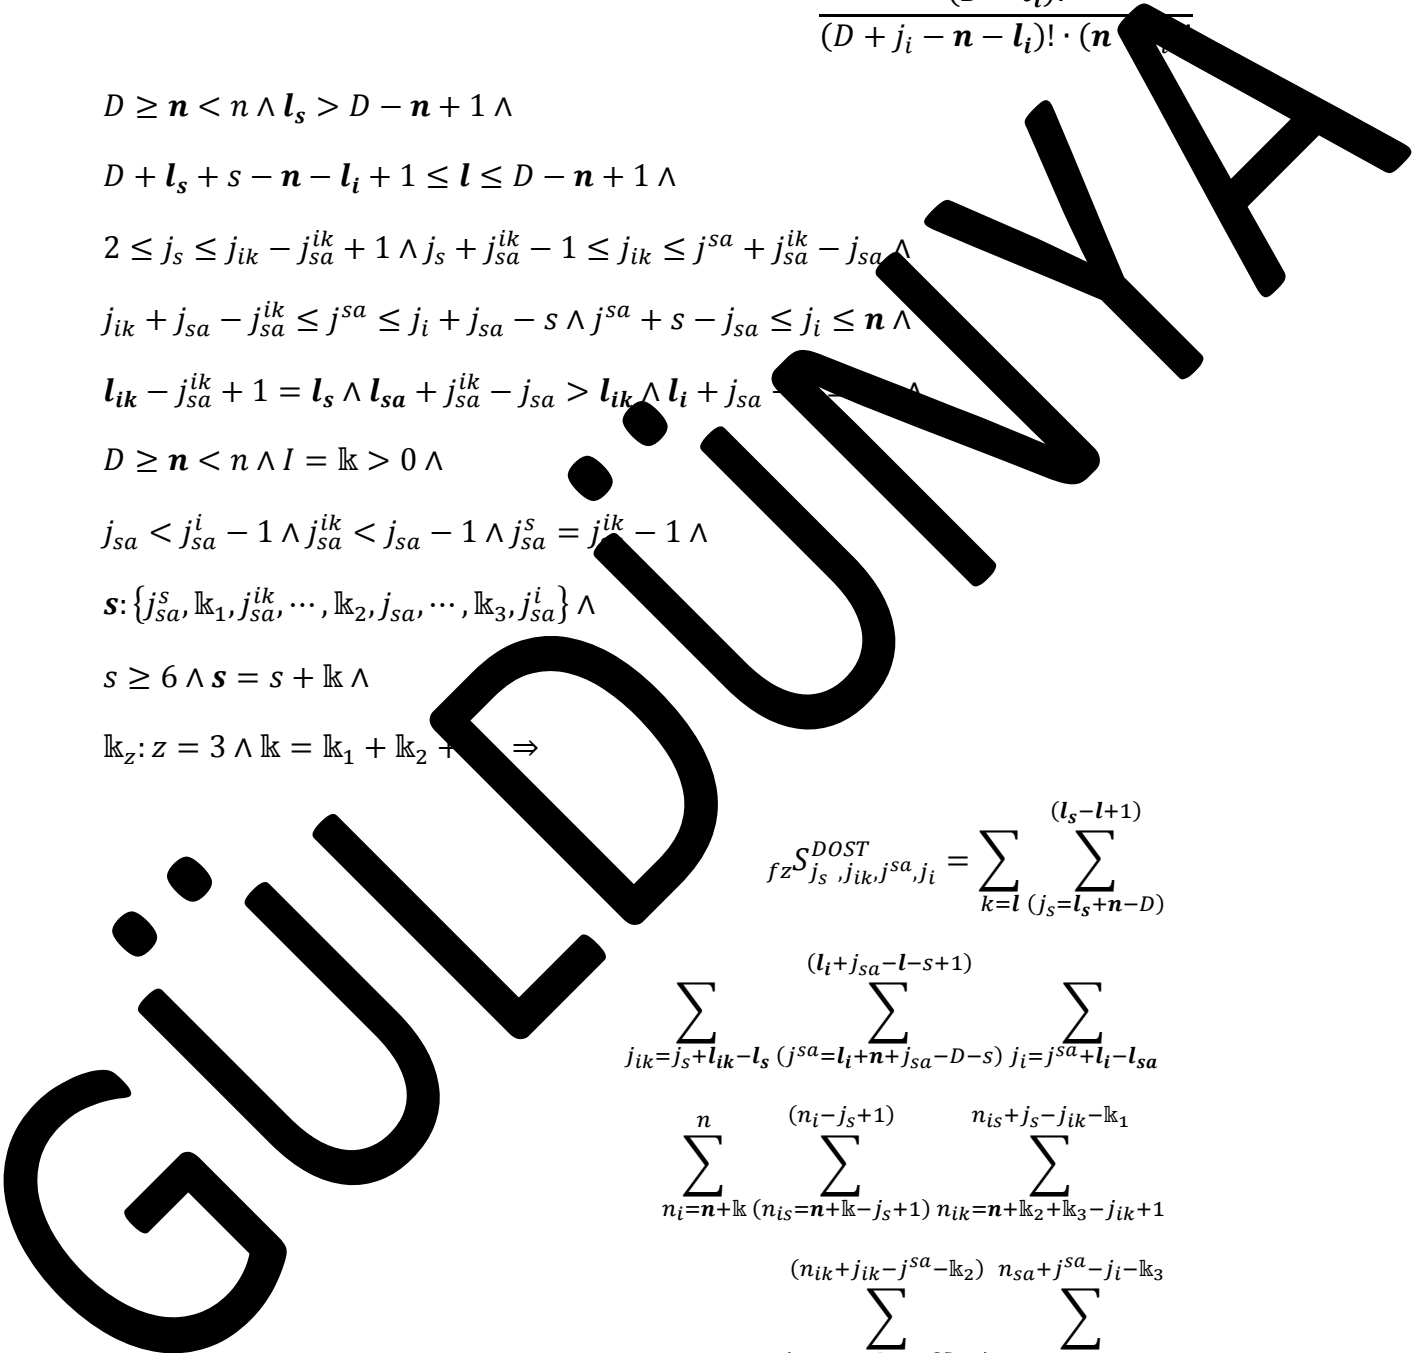 (D + j_i − n − l_i)! · (n
D ≥ n < n ∧ l_s > D − n + 1 ∧
D + l_s + s − n − l_i + 1 ≤ l ≤ D − n + 1 ∧
2 ≤ j_s ≤ j_{ik} − j_{sa}^{ik} + 1 ∧ j_s + j_{sa}^{ik} − 1 ≤ j_{ik} ≤ j^{sa} + j_{sa}^{ik} − j_{sa} ∧
j_{ik} + j_{sa} − j_{sa}^{ik} ≤ j^{sa} ≤ j_i + j_{sa} − s ∧ j^{sa} + s − j_{sa} ≤ j_i ≤ n ∧
l_{ik} − j_{sa}^{ik} + 1 = l_s ∧ l_{sa} + j_{sa}^{ik} − j_{sa} > l_{ik} ∧ l_i + j_{sa} ∧
D ≥ n < n ∧ I = 𝕜 > 0 ∧
j_{sa} < j_{sa}^i − 1 ∧ j_{sa}^{ik} < j_{sa} − 1 ∧ j_{sa}^s = j^{ik} − 1 ∧
s: {j_{sa}^s, 𝕜_1, j_{sa}^{ik}, ⋯ , 𝕜_2, j_{sa}, ⋯ , 𝕜_3, j_{sa}^i} ∧
s ≥ 6 ∧ s = s + 𝕜 ∧
𝕜_z: z = 3 ∧ 𝕜 = 𝕜_1 + 𝕜_2 + ⇒
_{fz}S_{j_s ,j_{ik},j^{sa},j_i}^{DOST} = ∑_{k=l} ∑_{(j_s=l_s+n−D)}^{(l_s−l+1)}
∑_{j_{ik}=j_s+l_{ik}−l_s} ∑_{(j^{sa}=l_i+n+j_{sa}−D−s)}^{(l_i+j_{sa}−l−s+1)} ∑_{j_i=j^{sa}+l_i−l_{sa}}
∑_{n_i=n+𝕜}^{n} ∑_{(n_{is}=n+𝕜−j_s+1)}^{(n_i−j_s+1)} ∑_{n_{ik}=n+𝕜_2+𝕜_3−j_{ik}+1}^{n_{is}+j_s−j_{ik}−𝕜_1}
∑^{(n_{ik}+j_{ik}−j^{sa}−𝕜_2)} ∑^{n_{sa}+j^{sa}−j_i−𝕜_3}
GÜLDÜNYA